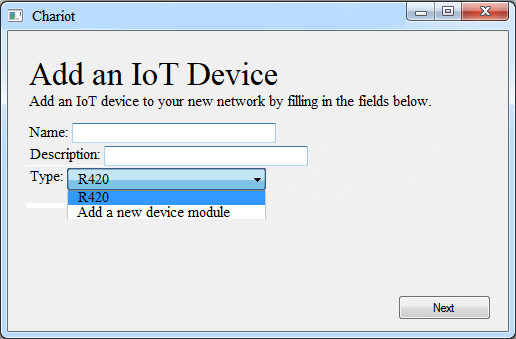 Chariot
Add an IoT Device
Add an IoT device to your new network by filling in the fields below.
Name:
Description:
Type: R420
R420
Add a new device module
Next